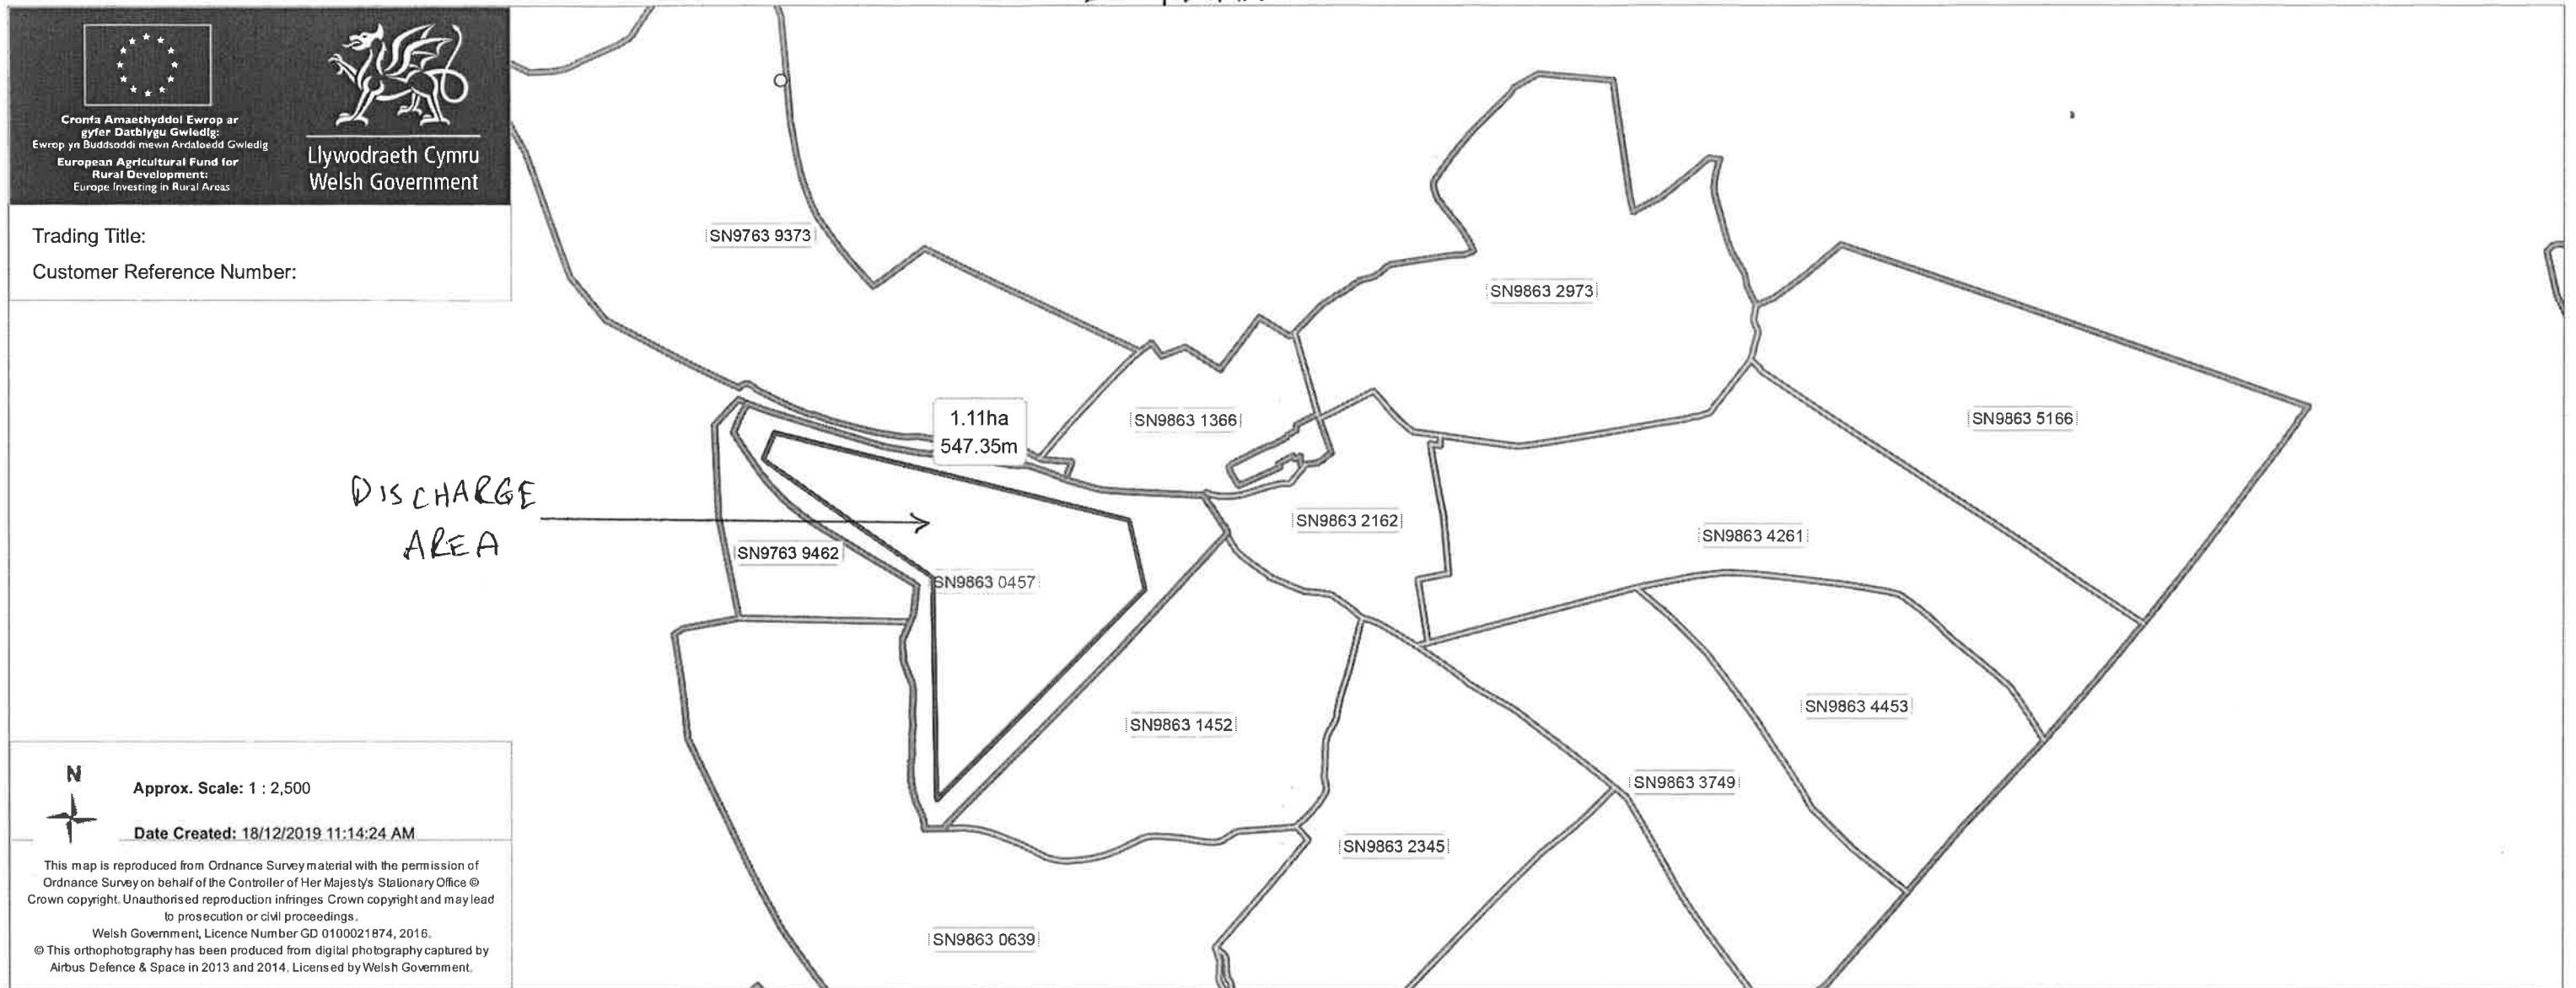 Cronfa Amaethyddol Ewrop ar
gyfer Datblygu Gwledig:
Ewrop yn Buddsoddi mewn Ardaloedd Gwledig
European Agricultural Fund for
Rural Development:
Europe Investing in Rural Areas
Llywodraeth Cymru
Welsh Government
Trading Title:
Customer Reference Number:
SN9763 9373
SN9863 2973
1.11ha
547.35m
SN9863 1366
SN9863 5166
DISCHARGE
AREA
SN9763 9462
SN9863 0457
SN9863 2162
SN9863 4261
SN9863 1452
SN9863 4453
SN9863 3749
SN9863 2345
SN9863 0639
N
Approx. Scale: 1 : 2,500
Date Created: 18/12/2019 11:14:24 AM
This map is reproduced from Ordnance Survey material with the permission of
Ordnance Survey on behalf of the Controller of Her Majesty's Stationary Office ©
Crown copyright. Unauthorised reproduction infringes Crown copyright and may lead
to prosecution or civil proceedings.
Welsh Government, Licence Number GD 0100021874, 2016.
© This orthophotography has been produced from digital photography captured by
Airbus Defence & Space in 2013 and 2014. Licensed by Welsh Government.